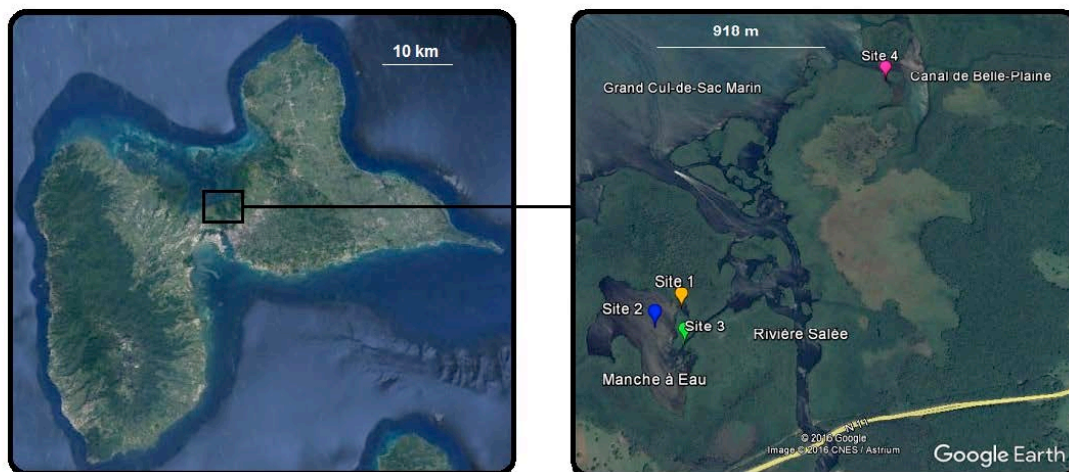 10 km
918 m
Site 4
Canal de Belle-Plaine
Grand Cul-de-Sac Marin
Site 1
Site 2
Site 3
Rivière Salée
Manche à Eau
N 11
© 2016 Google
Image © 2016 CNES / Astrium
Google Earth